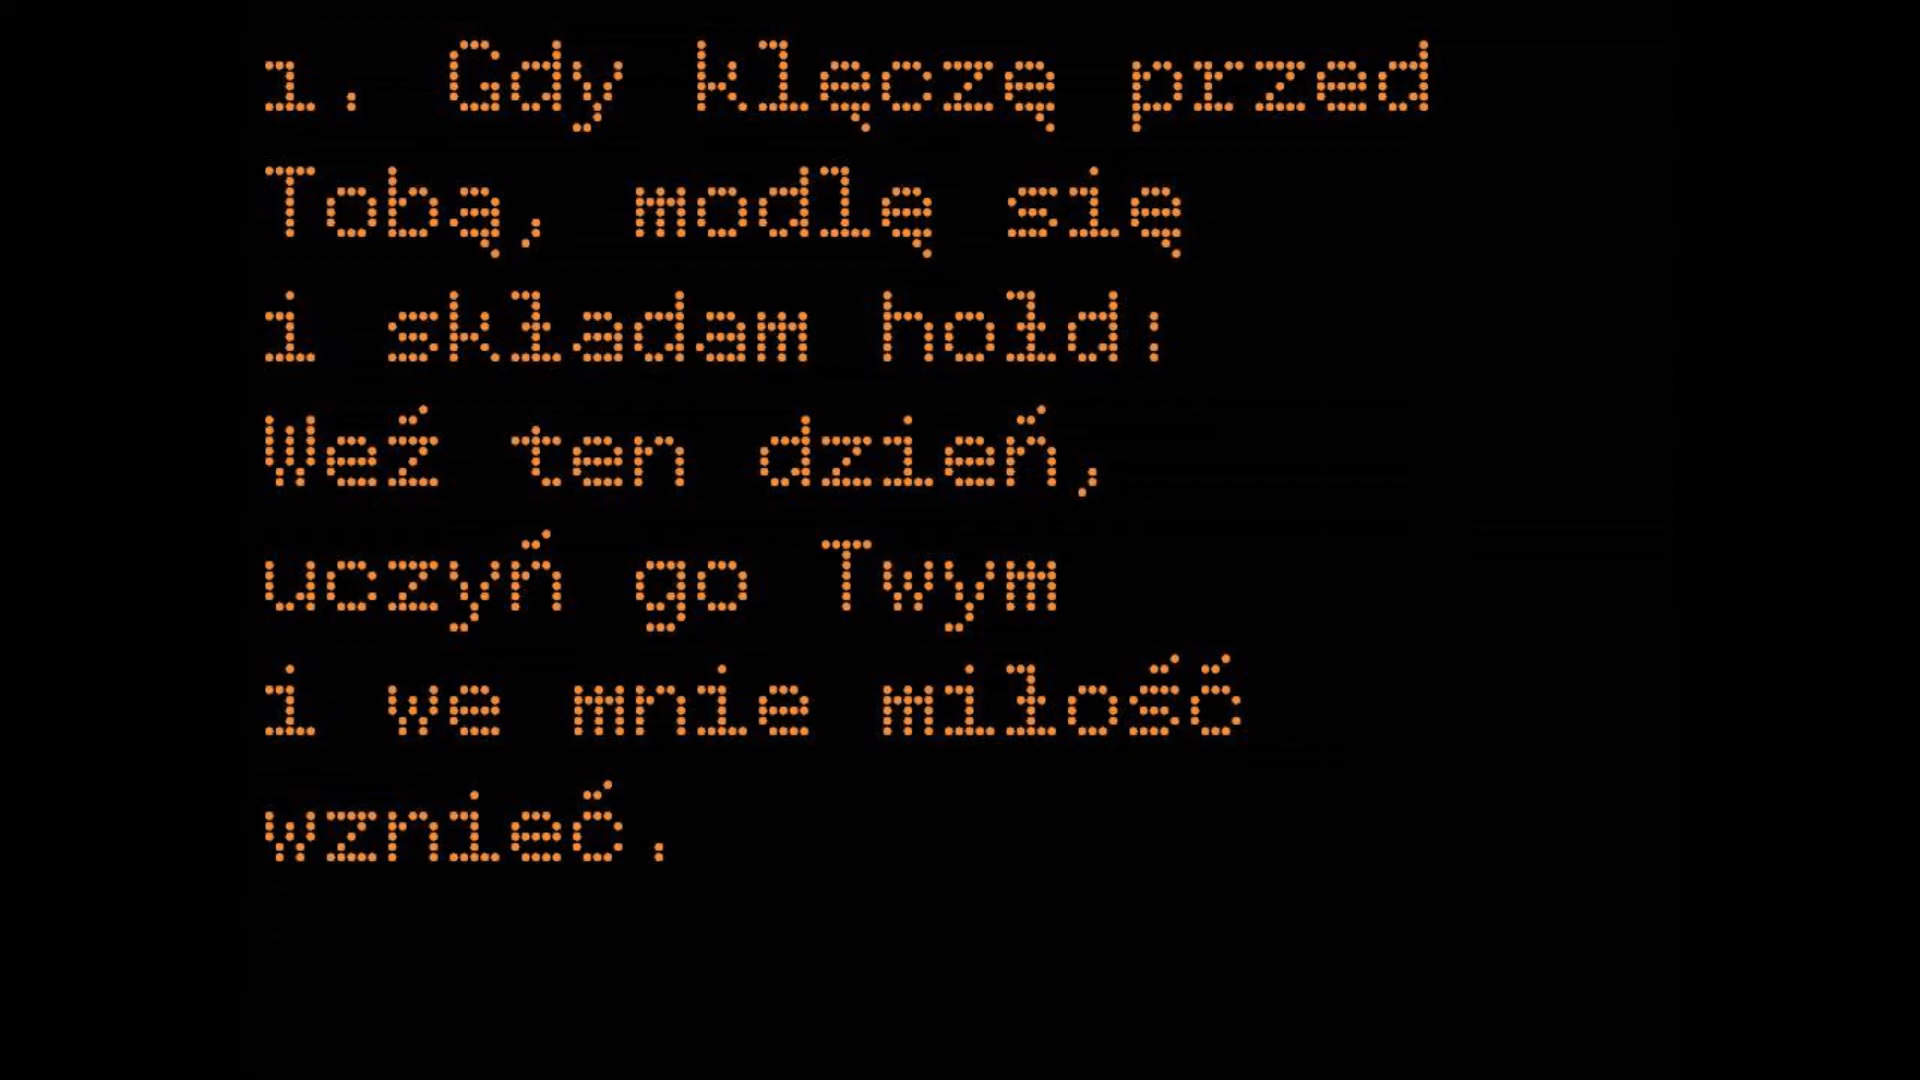 1. Gdy klęczę przed
Tobą, modlę się
i składam hołd:
Weź ten dzień,
uczyń go Twym
i we mnie miłość
wznieć.